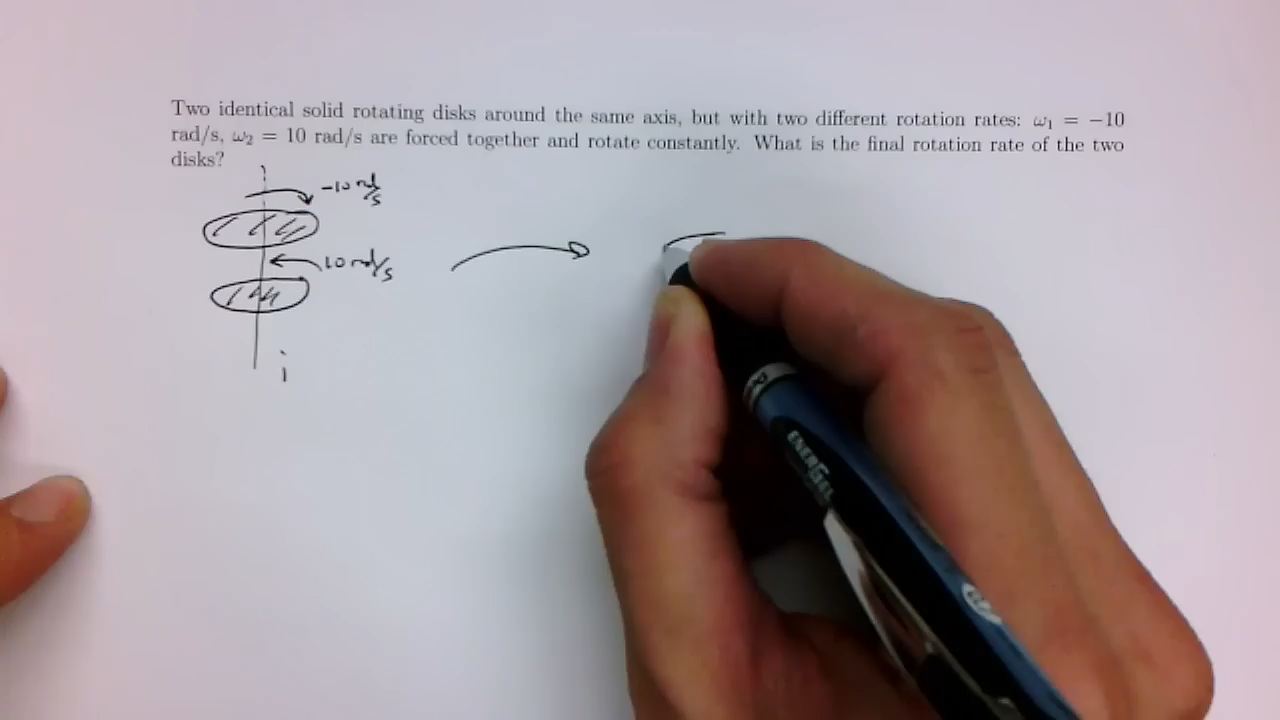 Two identical solid rotating disks around the same axis, but with two different rotation rates: ω₁ = −10
rad/s, ω₂ = 10 rad/s are forced together and rotate constantly. What is the final rotation rate of the two
disks?
-10 rad/s
10 rad/s
i
ENERGEL